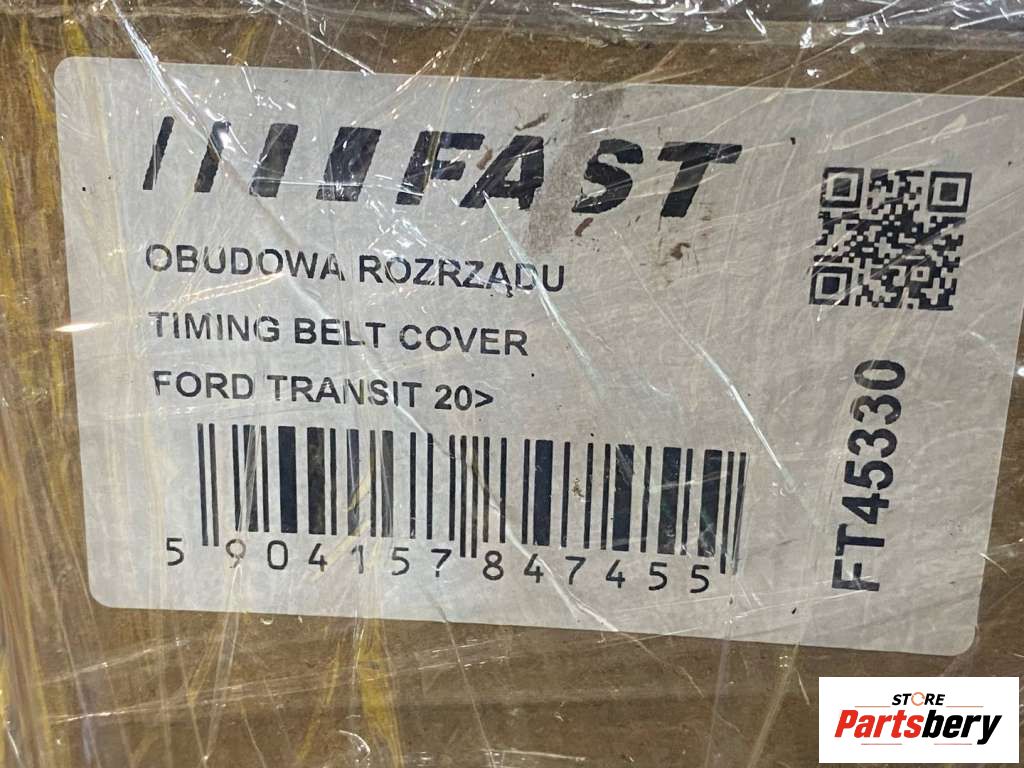 FAST
OBUDOWA ROZRZĄDU
TIMING BELT COVER
FORD TRANSIT 20>
5 904157 847455
FT45330
STORE
Partsbery